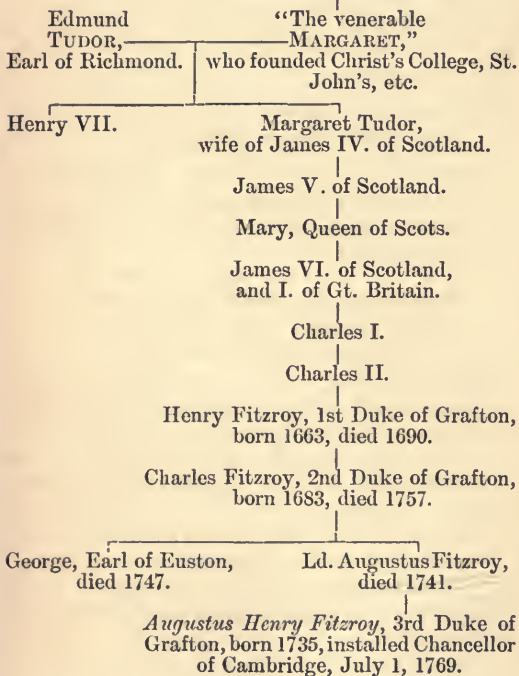 Edmund
TUDOR,
Earl of Richmond.
“The venerable
MARGARET,”
who founded Christ’s College, St.
John’s, etc.
Henry VII.
Margaret Tudor,
wife of James IV. of Scotland.
James V. of Scotland.
Mary, Queen of Scots.
James VI. of Scotland,
and I. of Gt. Britain.
Charles I.
Charles II.
Henry Fitzroy, 1st Duke of Grafton,
born 1663, died 1690.
Charles Fitzroy, 2nd Duke of Grafton,
born 1683, died 1757.
George, Earl of Euston,
died 1747.
Ld. Augustus Fitzroy,
died 1741.
Augustus Henry Fitzroy, 3rd Duke of
Grafton, born 1735, installed Chancellor
of Cambridge, July 1, 1769.